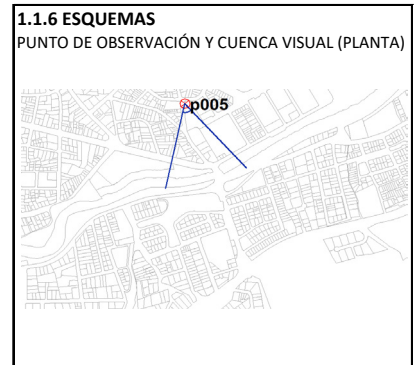 1.1.6 ESQUEMAS
PUNTO DE OBSERVACIÓN Y CUENCA VISUAL (PLANTA)
p005